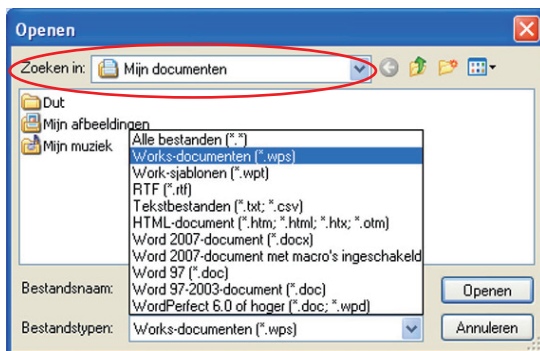 Openen
Zoeken in: Mijn documenten
Dut
Mijn afbeeldingen
Mijn muziek
Alle bestanden (*.*)
Works-documenten (*.wps)
Work-sjablonen (*.wpt)
RTF (*.rtf)
Tekstbestanden (*.txt; *.csv)
HTML-document (*.htm; *.html; *.htx; *.otm)
Word 2007-document (*.docx)
Word 2007-document met macro's ingeschakeld
Word 97 (*.doc)
Word 97-2003-document (*.doc)
WordPerfect 6.0 of hoger (*.doc; *.wpd)
Bestandsnaam:
Openen
Bestandstypen: Works-documenten (*.wps)
Annuleren